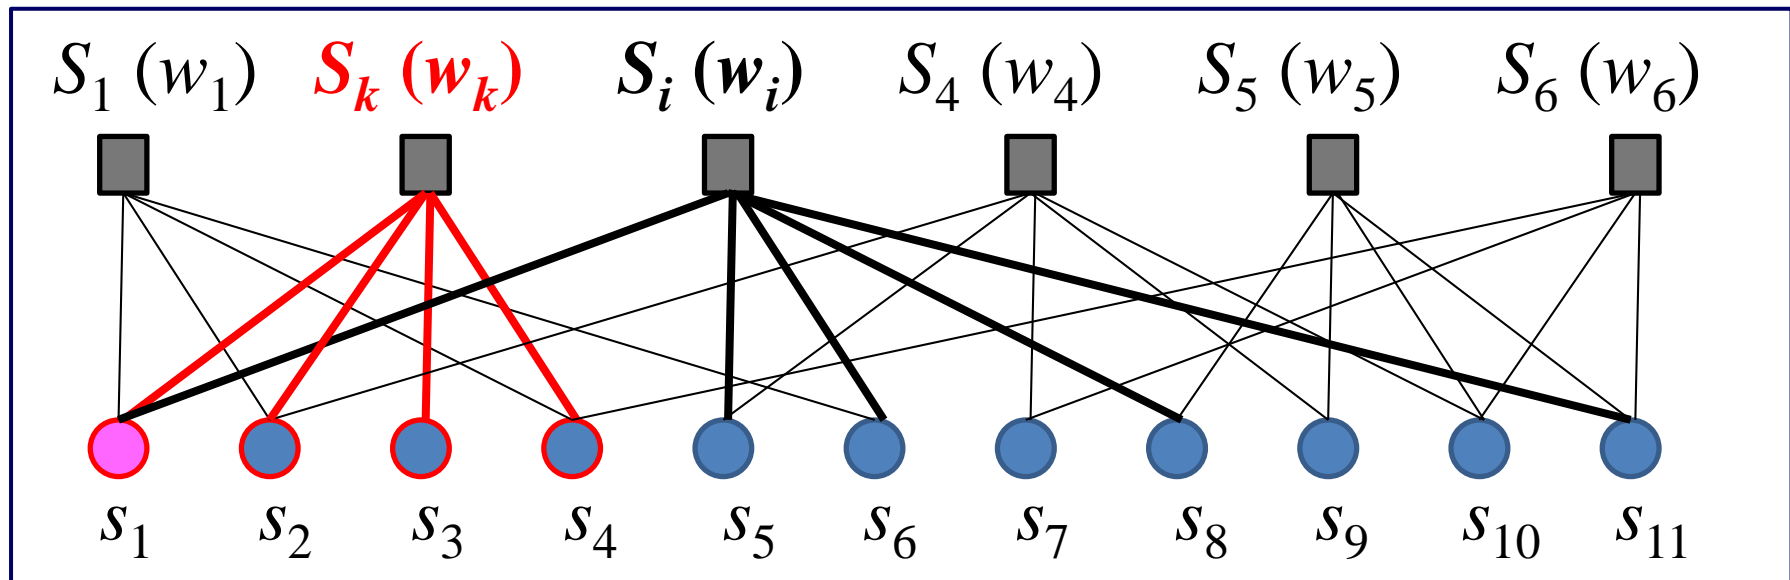 S₁ (w₁) Sₖ (wₖ) Sᵢ (wᵢ) S₄ (w₄) S₅ (w₅) S₆ (w₆)
s₁ s₂ s₃ s₄ s₅ s₆ s₇ s₈ s₉ s₁₀ s₁₁